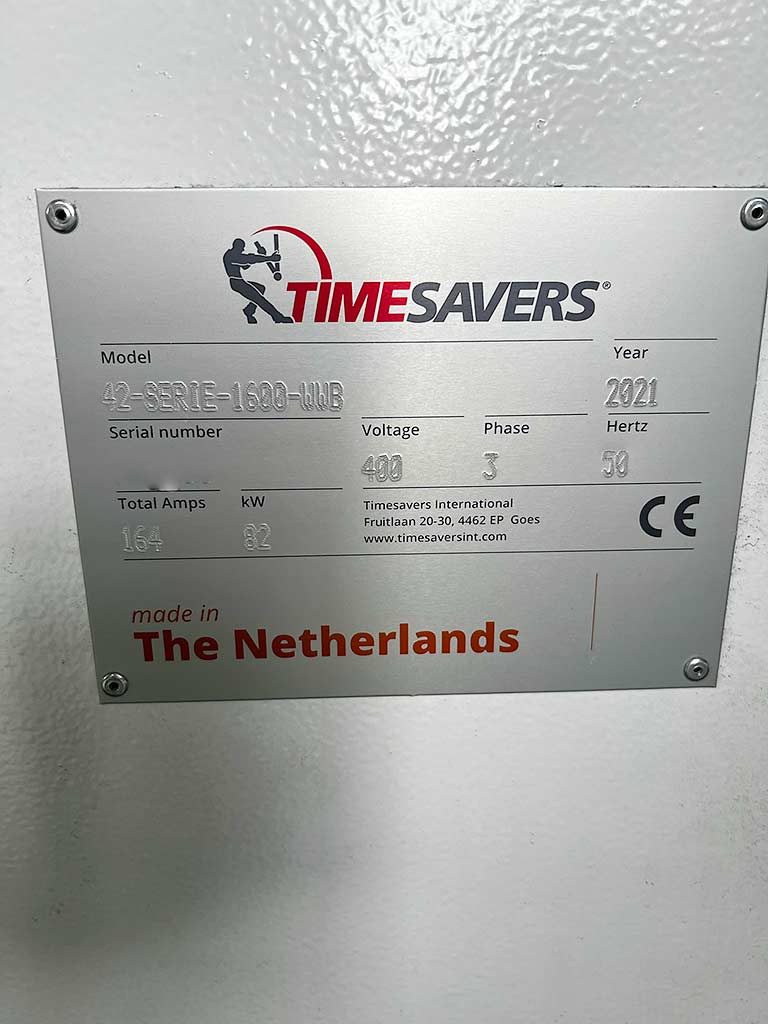 TIMESAVERS®
Model
Year
42-SERIE-1600-WWB
2021
Serial number
Voltage
Phase
Hertz
400
3
50
Total Amps
kW
164
82
Timesavers International
Fruitlaan 20-30, 4462 EP Goes
www.timesaversint.com
CE
made in
The Netherlands